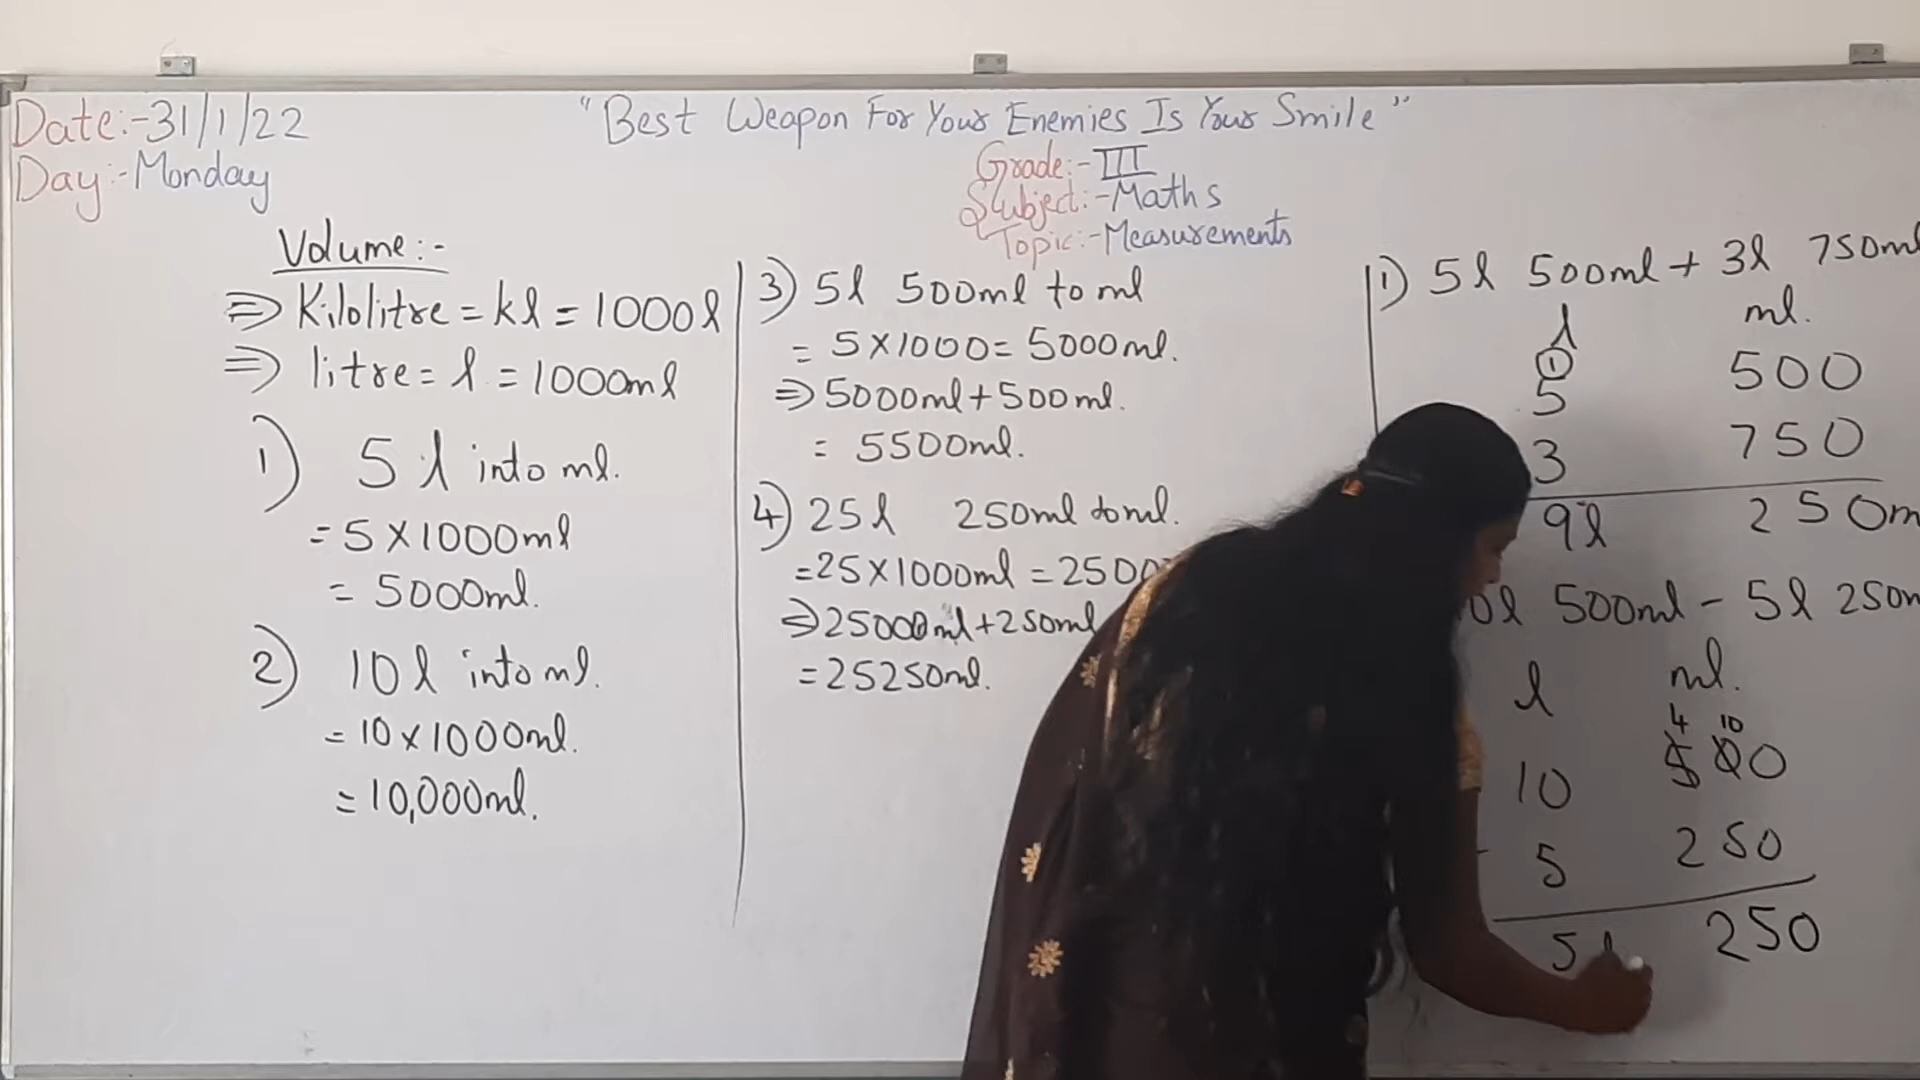 Date:-31/1/22
Day:-Monday
"Best Weapon For Your Enemies Is Your Smile"
Grade:-III
Subject:-Maths
Topic:-Measurements
Volume:-
⇒ Kilolitre = kl = 1000l
⇒ litre = l = 1000ml
1) 5 l into ml.
= 5 x 1000ml
= 5000ml.
2) 10 l into ml.
= 10 x 1000ml.
= 10,000ml.
3) 5l 500ml to ml
= 5 x 1000 = 5000ml.
⇒ 5000ml + 500ml.
= 5500ml.
4) 25 l 250ml to ml.
= 25 x 1000ml = 2500
⇒ 25000ml + 250ml
= 25250ml.
1) 5l 500ml + 3l 750ml
l ml.
1
5 500
3 750
9l 250m
0l 500ml - 5l 250m
l ml.
4 10
10 500
- 5 250
5 l 250